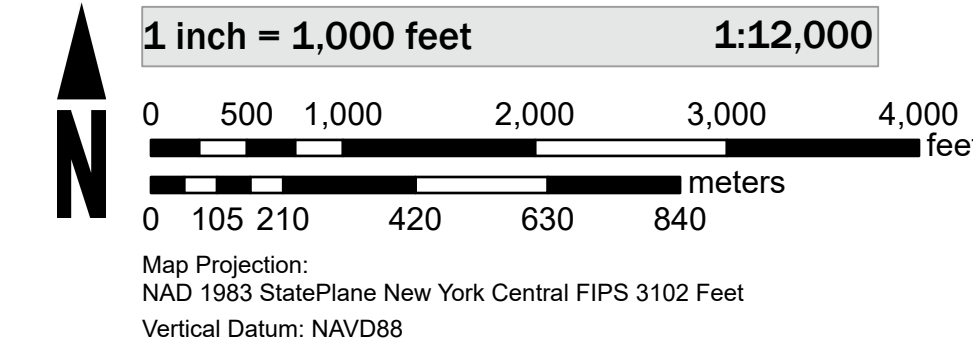 1 inch = 1,000 feet 1:12,000
0 500 1,000 2,000 3,000 4,000
feet
meters
0 105 210 420 630 840
N
Map Projection:
NAD 1983 StatePlane New York Central FIPS 3102 Feet
Vertical Datum: NAVD88